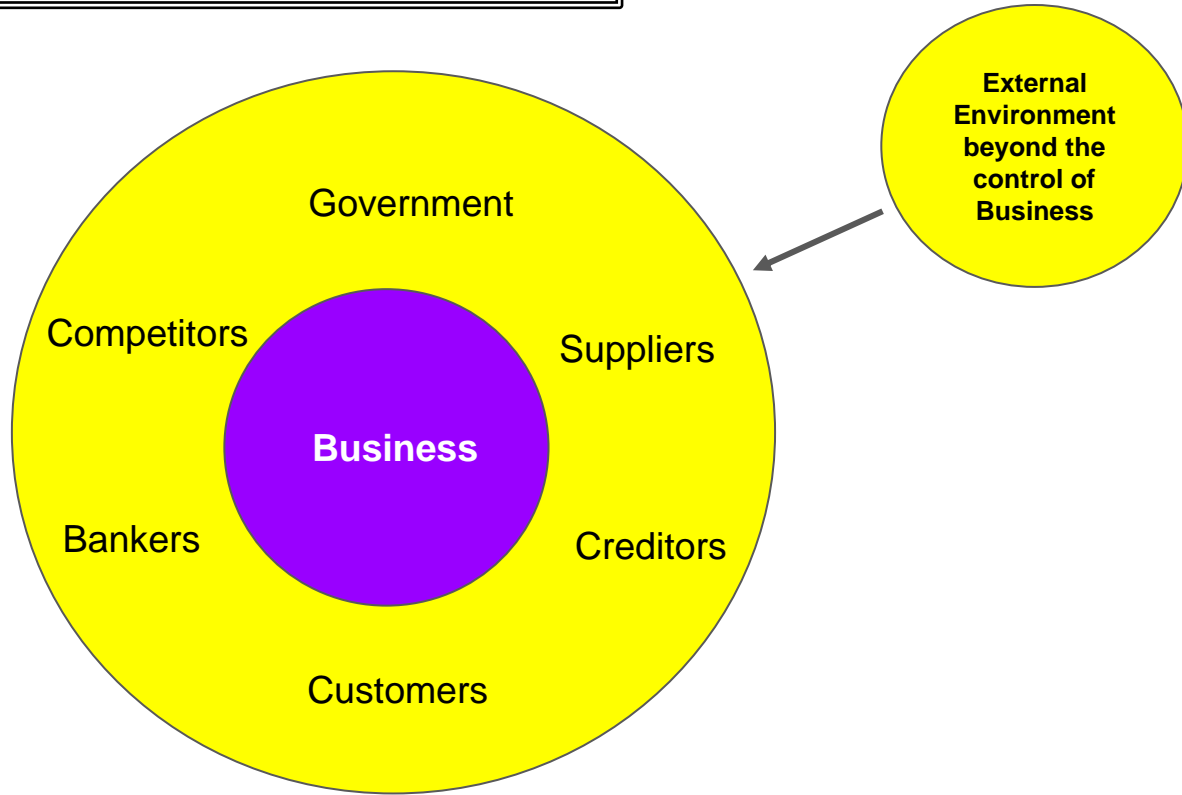 External
Environment
beyond the
control of
Business
Government
Competitors
Suppliers
Business
Bankers
Creditors
Customers